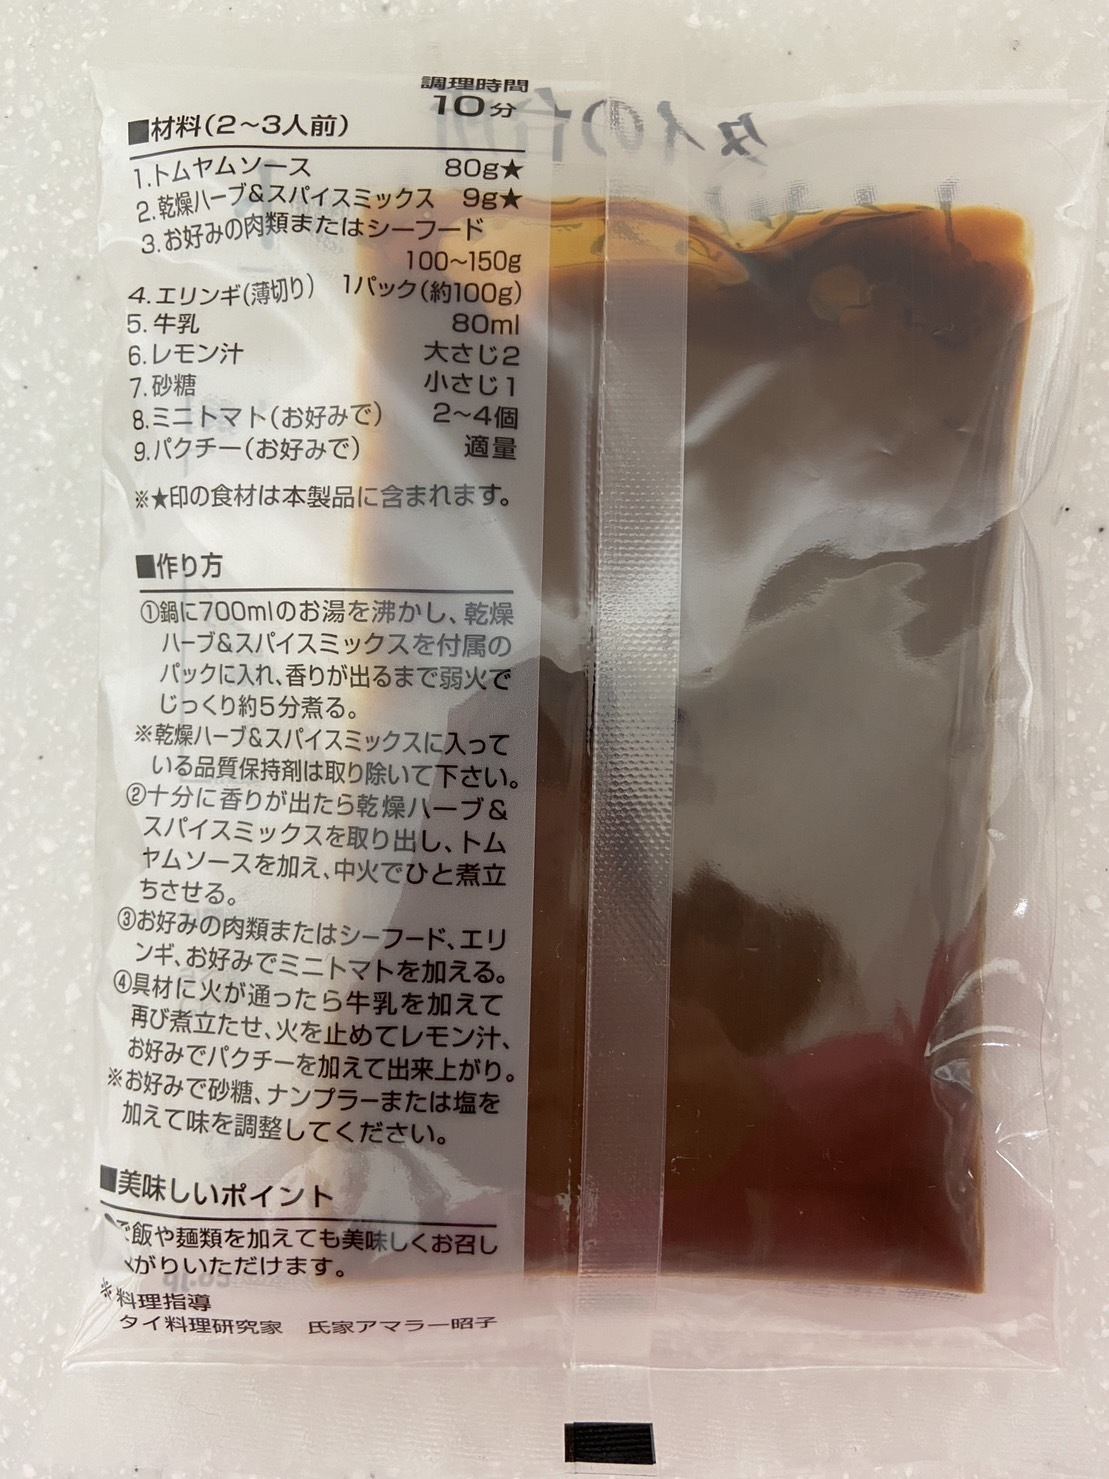 タイの台所
調理時間
10分
■材料(2～3人前)
1.トムヤムソース 80g★
2.乾燥ハーブ&スパイスミックス 9g★
3.お好みの肉類またはシーフード
100～150g
4.エリンギ(薄切り) 1パック(約100g)
5.牛乳 80ml
6.レモン汁 大さじ2
7.砂糖 小さじ1
8.ミニトマト(お好みで) 2～4個
9.パクチー(お好みで) 適量
※★印の食材は本製品に含まれます。
■作り方
①鍋に700mlのお湯を沸かし、乾燥
ハーブ&スパイスミックスを付属の
パックに入れ、香りが出るまで弱火で
じっくり約5分煮る。
※乾燥ハーブ&スパイスミックスに入って
いる品質保持剤は取り除いて下さい。
②十分に香りが出たら乾燥ハーブ&
スパイスミックスを取り出し、トム
ヤムソースを加え、中火でひと煮立
ちさせる。
③お好みの肉類またはシーフード、エリ
ンギ、お好みでミニトマトを加える。
④具材に火が通ったら牛乳を加えて
再び煮立たせ、火を止めてレモン汁、
お好みでパクチーを加えて出来上がり。
※お好みで砂糖、ナンプラーまたは塩を
加えて味を調整してください。
■美味しいポイント
ご飯や麺類を加えても美味しくお召し
上がりいただけます。
※料理指導
タイ料理研究家 氏家アマラー昭子